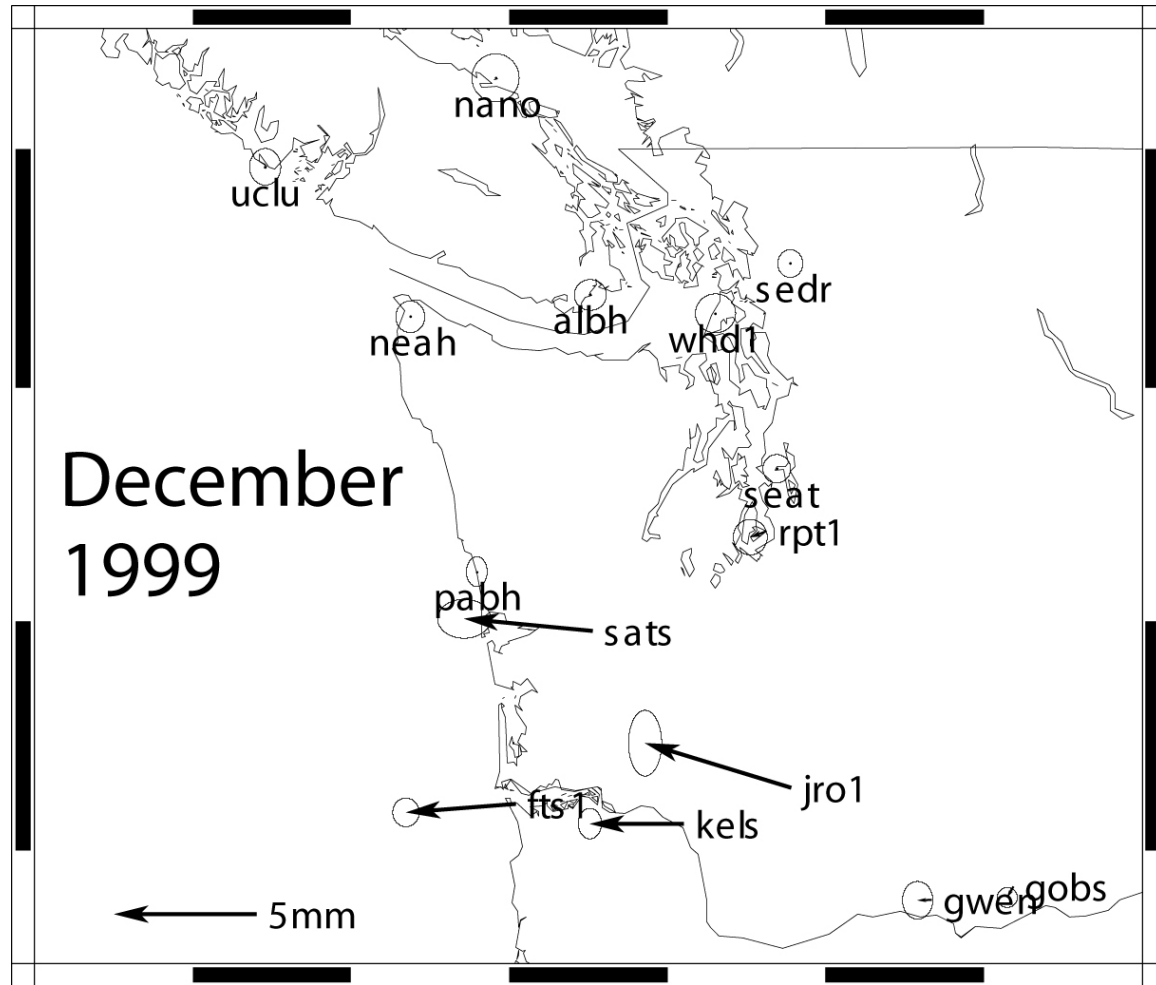 nano
uclu
sedr
albh
whd1
neah
December
1999
seat
rpt1
pabh
sats
jro1
fts1
kels
gwen
gobs
5mm